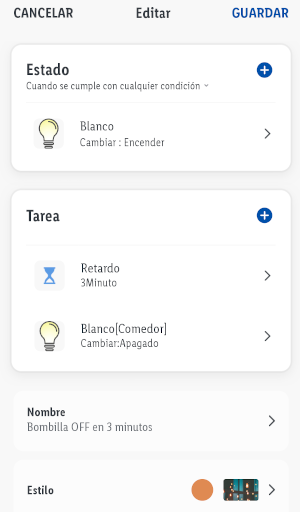 CANCELAR Editar GUARDAR
Estado
Cuando se cumple con cualquier condición
Blanco
Cambiar : Encender
Tarea
Retardo
3Minuto
Blanco[Comedor]
Cambiar:Apagado
Nombre
Bombilla OFF en 3 minutos
Estilo